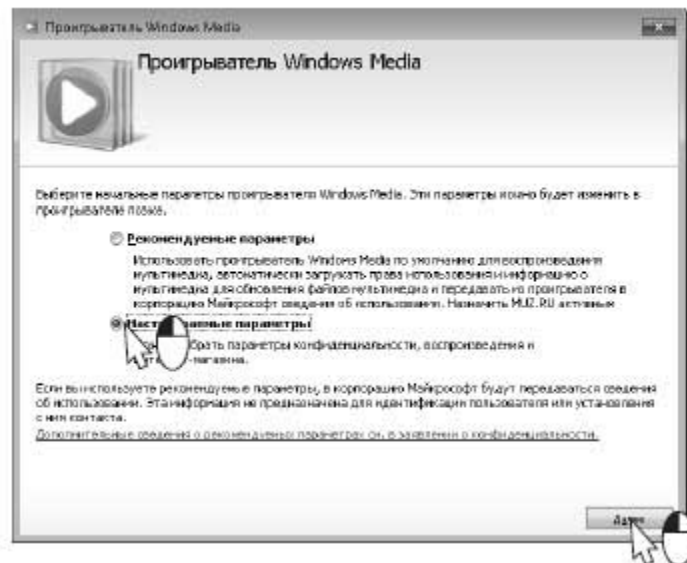 Проигрыватель Windows Media
Проигрыватель Windows Media
Выберите начальные параметры проигрывателя Windows Media. Эти параметры можно будет изменить в
проигрывателе позже.
Рекомендуемые параметры
Использовать проигрыватель Windows Media по умолчанию для воспроизведения
мультимедиа, автоматически загружать права использования и информацию о
мультимедиа для обновления файлов мультимедиа и передавать из проигрывателя в
корпорацию Майкрософт сведения об использовании. Назначить MUZ.RU активным
параметры
брать параметры конфиденциальности, воспроизведения и
-магазина.
Если вы используете рекомендуемые параметры, в корпорацию Майкрософт будут передаваться сведения
об использовании. Эта информация не предназначена для идентификации пользователя или установления
с ним контакта.
Дополнительные сведения о рекомендуемых параметрах см. в заявлении о конфиденциальности.